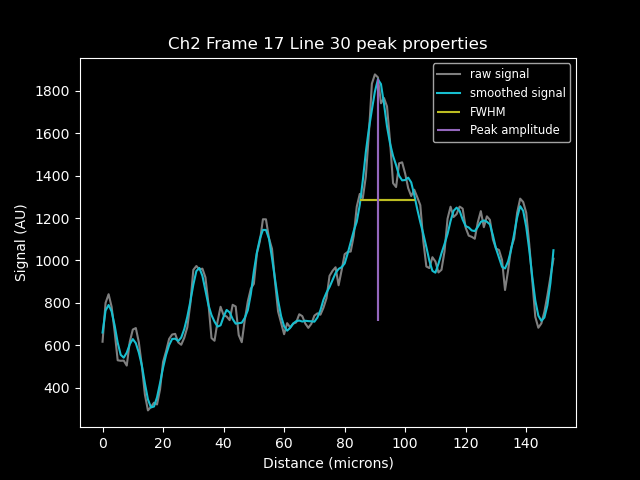 Ch2 Frame 17 Line 30 peak properties
raw signal
smoothed signal
FWHM
Peak amplitude
Signal (AU)
1800
1600
1400
1200
1000
800
600
400
0 20 40 60 80 100 120 140
Distance (microns)